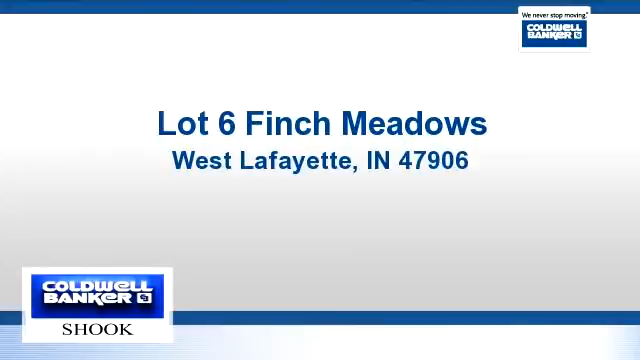 We never stop moving.®
COLDWELL
BANKER
Lot 6 Finch Meadows
West Lafayette, IN 47906
COLDWELL
BANKER
SHOOK